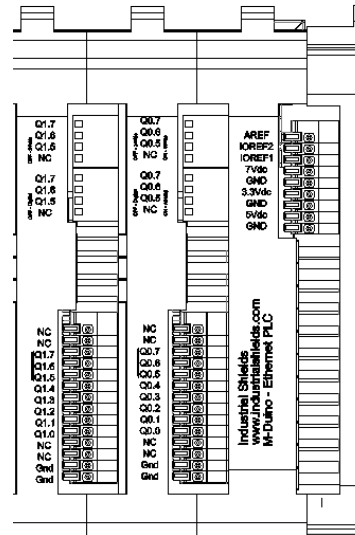 Q1.7
Q1.6
Q1.5
NC
Q1.7
Q1.6
Q1.5
NC
NC
NC
Q1.7
Q1.6
Q1.5
Q1.4
Q1.3
Q1.2
Q1.1
Q1.0
NC
NC
Gnd
Gnd
Q0.7
Q0.6
Q0.5
NC
Q0.7
Q0.6
Q0.5
NC
NC
NC
Q0.7
Q0.6
Q0.5
Q0.4
Q0.3
Q0.2
Q0.1
Q0.0
NC
NC
Gnd
Gnd
AREF
IOREF2
IOREF1
7Vdc
GND
3.3Vdc
GND
5Vdc
GND
Industrial Shields
www.industrialshields.com
M-Duino - Ethernet PLC